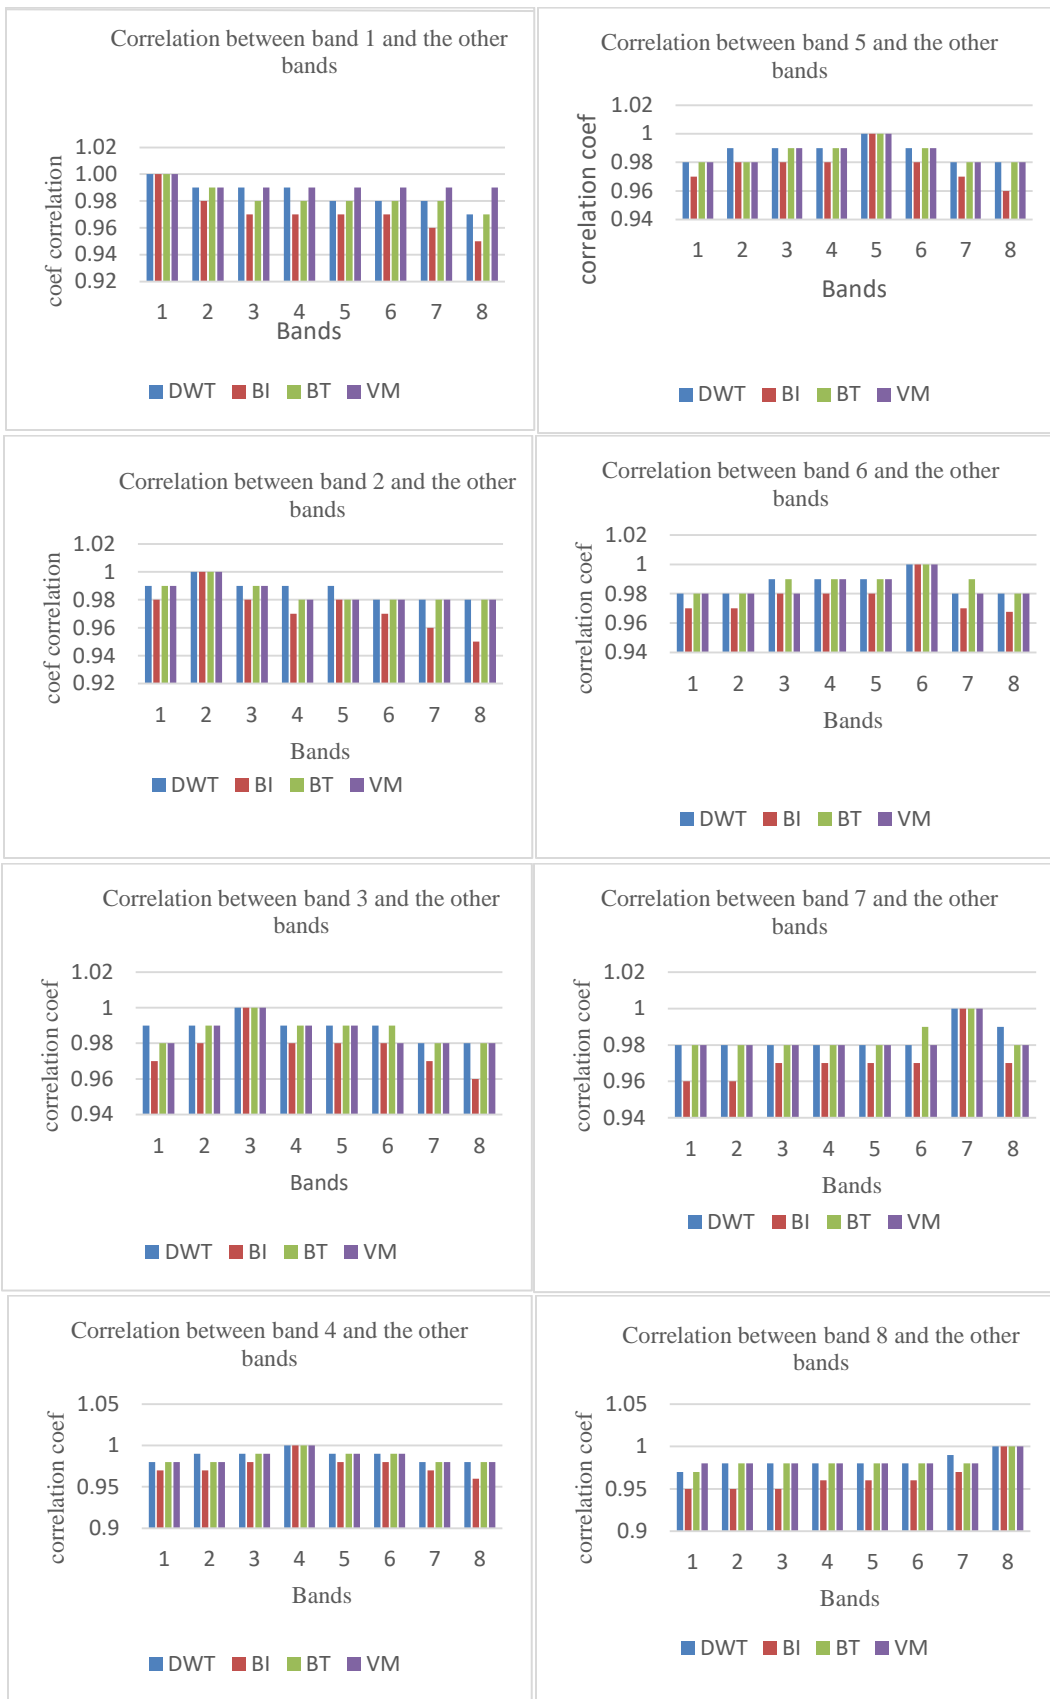 Correlation between band 1 and the other
bands
coef correlation
1.02
1.00
0.98
0.96
0.94
0.92
1 2 3 4 5 6 7 8
Bands
DWT BI BT VM
Correlation between band 5 and the other
bands
correlation coef
1.02
1
0.98
0.96
0.94
1 2 3 4 5 6 7 8
Bands
DWT BI BT VM
Correlation between band 2 and the other
bands
coef correlation
1.02
1
0.98
0.96
0.94
0.92
1 2 3 4 5 6 7 8
Bands
DWT BI BT VM
Correlation between band 6 and the other
bands
correlation coef
1.02
1
0.98
0.96
0.94
1 2 3 4 5 6 7 8
Bands
DWT BI BT VM
Correlation between band 3 and the other
bands
correlation coef
1.02
1
0.98
0.96
0.94
1 2 3 4 5 6 7 8
Bands
DWT BI BT VM
Correlation between band 7 and the other
bands
correlation coef
1.02
1
0.98
0.96
0.94
1 2 3 4 5 6 7 8
Bands
DWT BI BT VM
Correlation between band 4 and the other
bands
correlation coef
1.05
1
0.95
0.9
1 2 3 4 5 6 7 8
Bands
DWT BI BT VM
Correlation between band 8 and the other
bands
correlation coef
1.05
1
0.95
0.9
1 2 3 4 5 6 7 8
Bands
DWT BI BT VM